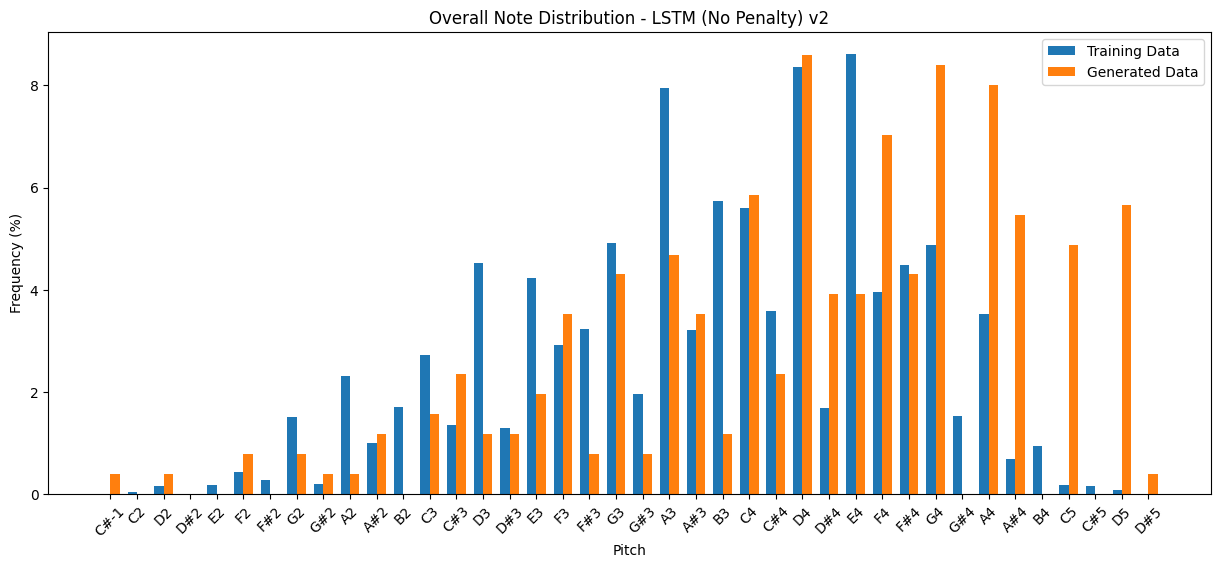 Overall Note Distribution - LSTM (No Penalty) v2
Training Data
Generated Data
Frequency (%)
8
6
4
2
0
C#-1 C2 D2 D#2 E2 F2 F#2 G2 G#2 A2 A#2 B2 C3 C#3 D3 D#3 E3 F3 F#3 G3 G#3 A3 A#3 B3 C4 C#4 D4 D#4 E4 F4 F#4 G4 G#4 A4 A#4 B4 C5 C#5 D5 D#5
Pitch